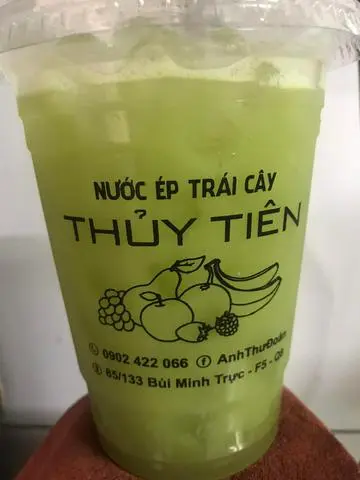 NƯỚC ÉP TRÁI CÂY
THỦY TIÊN
0902 422 066 AnhThưĐoàn
85/133 Bùi Minh Trực - F5 - Q8